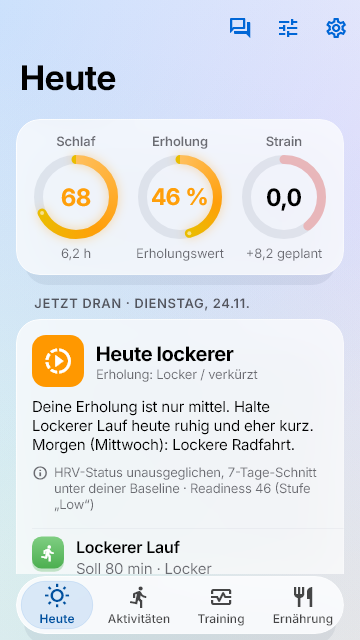 Heute
Schlaf
Erholung
Strain
68
46 %
0,0
6,2 h
Erholungswert
+8,2 geplant
JETZT DRAN · DIENSTAG, 24.11.
Heute lockerer
Erholung: Locker / verkürzt
Deine Erholung ist nur mittel. Halte
Lockerer Lauf heute ruhig und eher kurz.
Morgen (Mittwoch): Lockere Radfahrt.
HRV-Status unausgeglichen, 7-Tage-Schnitt
unter deiner Baseline · Readiness 46 (Stufe
„Low“)
Lockerer Lauf
Soll 80 min · Locker
Heute
Aktivitäten
Training
Ernährung